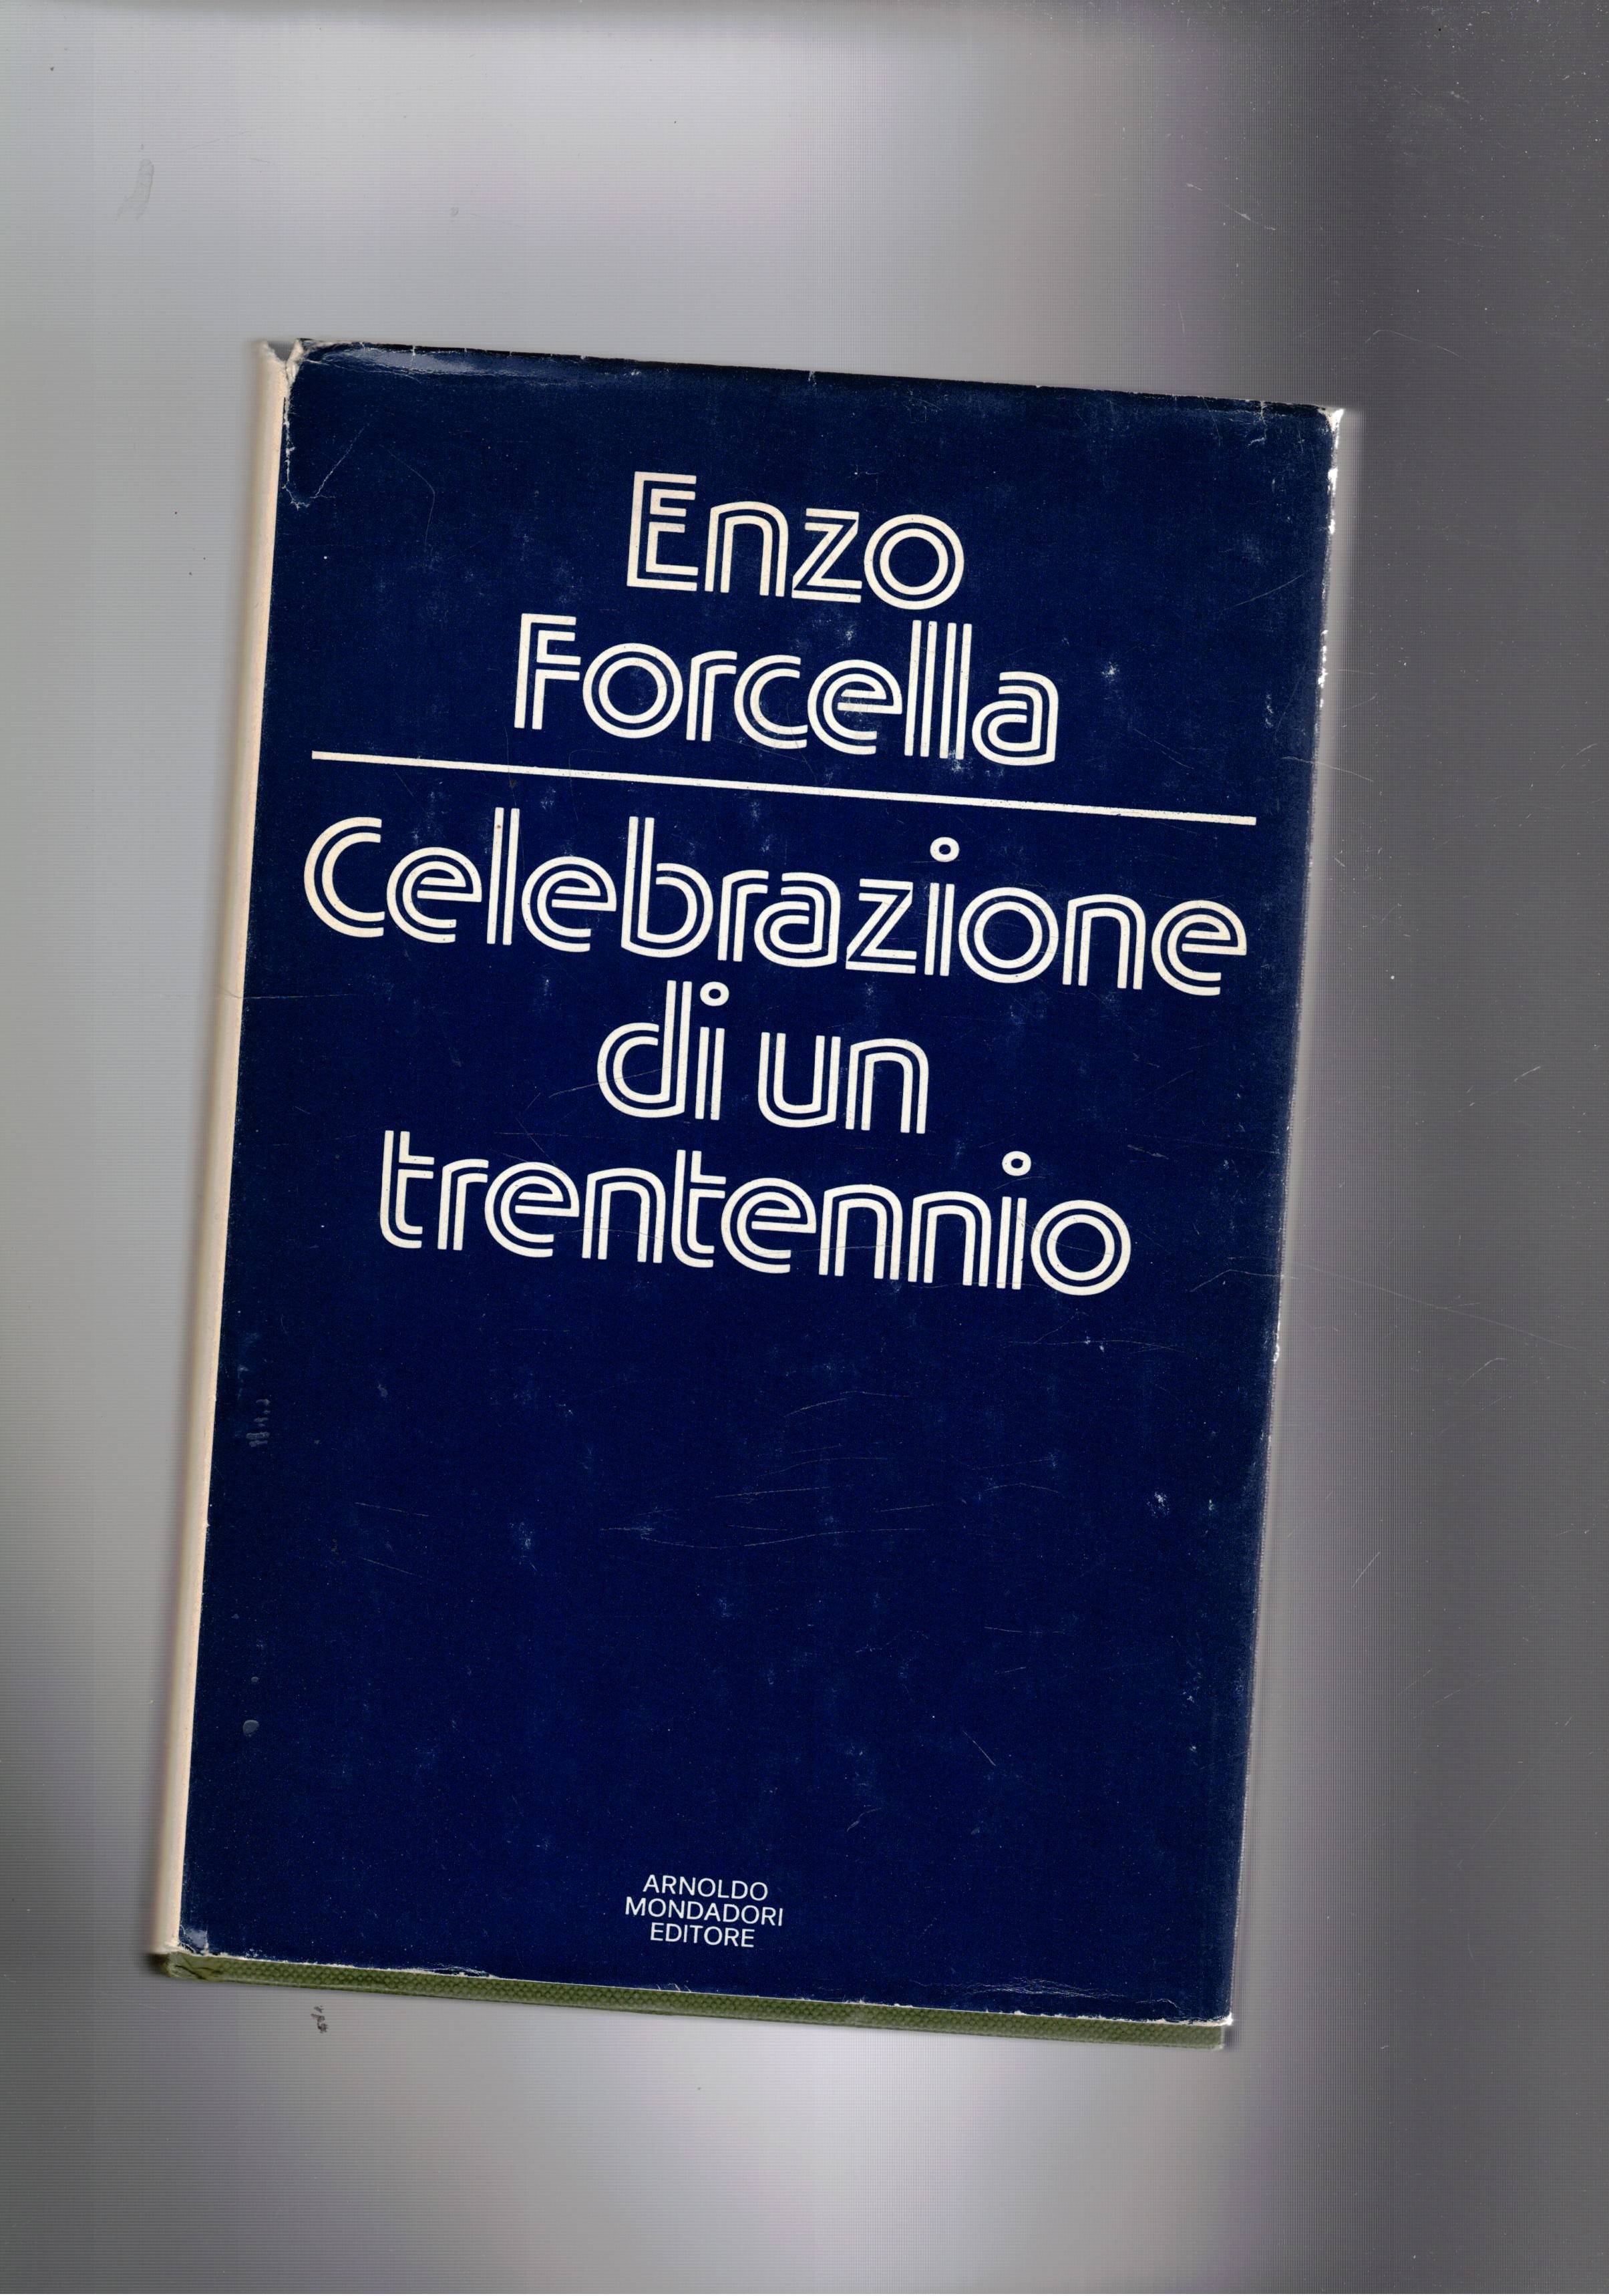 Enzo
Forcella
Celebrazione
di un
trentennio
ARNOLDO
MONDADORI
EDITORE